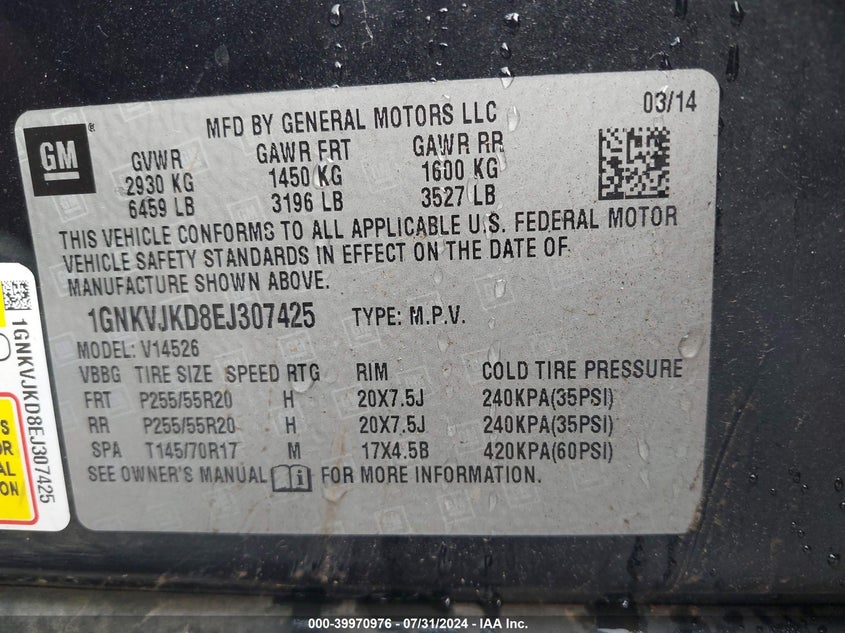 GM
®
MFD BY GENERAL MOTORS LLC
03/14
GVWR GAWR FRT GAWR RR
2930 KG 1450 KG 1600 KG
6459 LB 3196 LB 3527 LB
THIS VEHICLE CONFORMS TO ALL APPLICABLE U.S. FEDERAL MOTOR
VEHICLE SAFETY STANDARDS IN EFFECT ON THE DATE OF
MANUFACTURE SHOWN ABOVE.
1GNKVJKD8EJ307425 TYPE: M.P.V.
MODEL: V14526
VBBG TIRE SIZE SPEED RTG RIM COLD TIRE PRESSURE
FRT P255/55R20 H 20X7.5J 240KPA(35PSI)
RR P255/55R20 H 20X7.5J 240KPA(35PSI)
SPA T145/70R17 M 17X4.5B 420KPA(60PSI)
SEE OWNER'S MANUAL FOR MORE INFORMATION.
1GNKVJKD8EJ307425
000-39970976 - 07/31/2024 - IAA Inc.